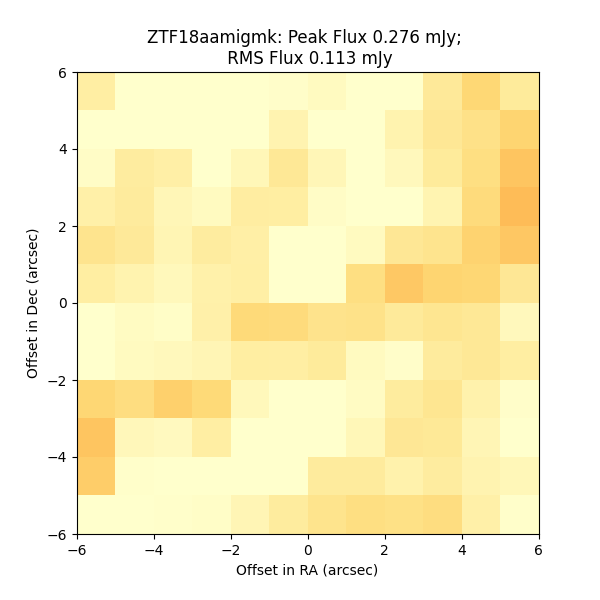 ZTF18aamigmk: Peak Flux 0.276 mJy;
RMS Flux 0.113 mJy
6
4
2
0
−2
−4
−6
Offset in Dec (arcsec)
−6 −4 −2 0 2 4 6
Offset in RA (arcsec)